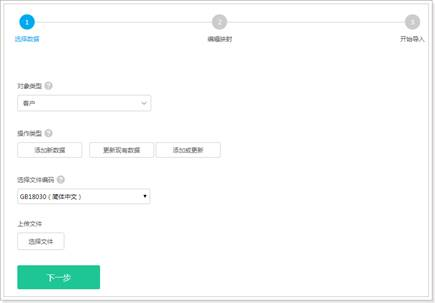 1 2 3
选择数据 编辑映射 开始导入
对象类型 ?
客户
操作类型 ?
添加新数据 更新现有数据 添加或更新
选择文件编码 ?
GB18030（简体中文）
上传文件
选择文件
下一步